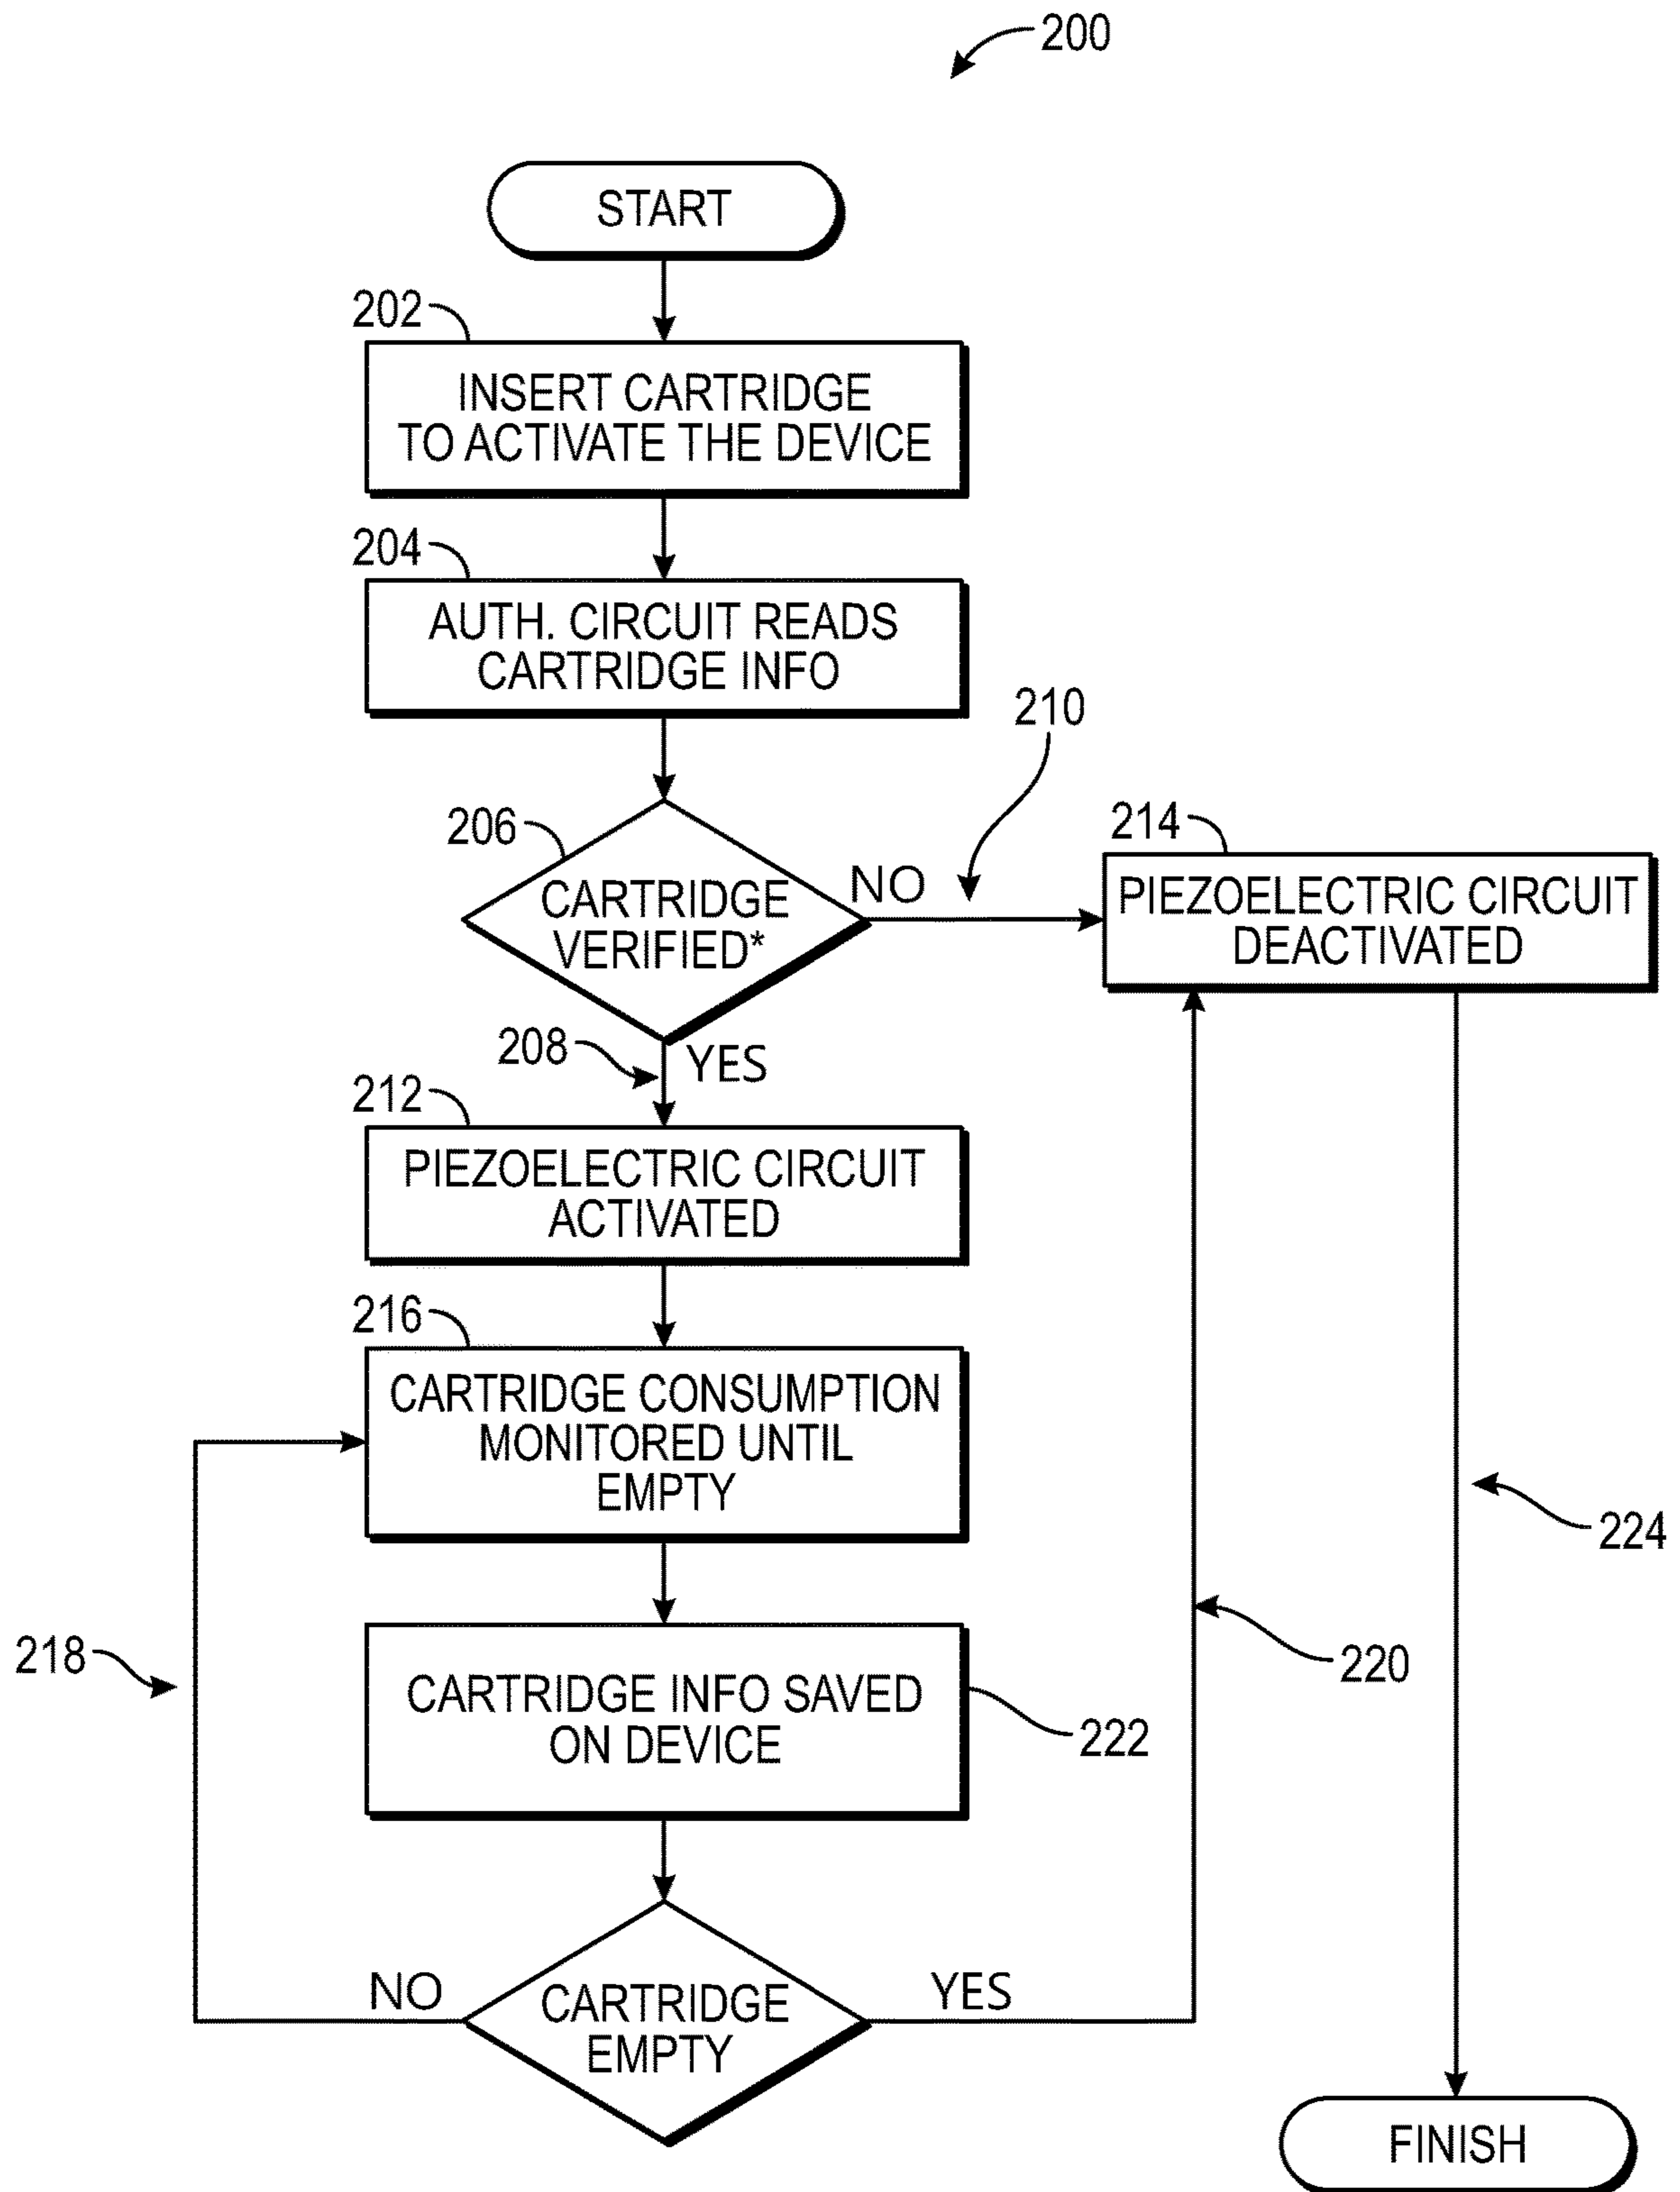 200
START
202
INSERT CARTRIDGE
TO ACTIVATE THE DEVICE
204
AUTH. CIRCUIT READS
CARTRIDGE INFO
210
206
CARTRIDGE
VERIFIED*
NO
214
PIEZOELECTRIC CIRCUIT
DEACTIVATED
208
YES
212
PIEZOELECTRIC CIRCUIT
ACTIVATED
216
CARTRIDGE CONSUMPTION
MONITORED UNTIL
EMPTY
224
218
220
CARTRIDGE INFO SAVED
ON DEVICE
222
NO
CARTRIDGE
EMPTY
YES
FINISH